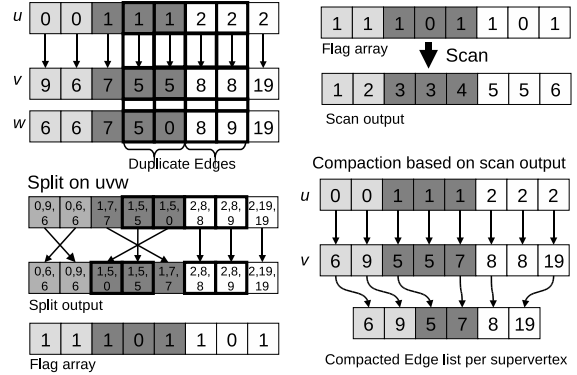 u 0 0 1 1 1 2 2 2
v 9 6 7 5 5 8 8 19
w 6 6 7 5 0 8 9 19
Duplicate Edges
Split on uvw
0,9,6 0,6,6 1,7,7 1,5,5 1,5,0 2,8,8 2,8,9 2,19,19
0,6,6 0,9,6 1,5,0 1,5,5 1,7,7 2,8,8 2,8,9 2,19,19
Split output
1 1 1 0 1 1 0 1
Flag array
1 1 1 0 1 1 0 1
Flag array
Scan
1 2 3 3 4 5 5 6
Scan output
Compaction based on scan output
u 0 0 1 1 1 2 2 2
v 6 9 5 5 7 8 8 19
6 9 5 7 8 19
Compacted Edge list per supervertex